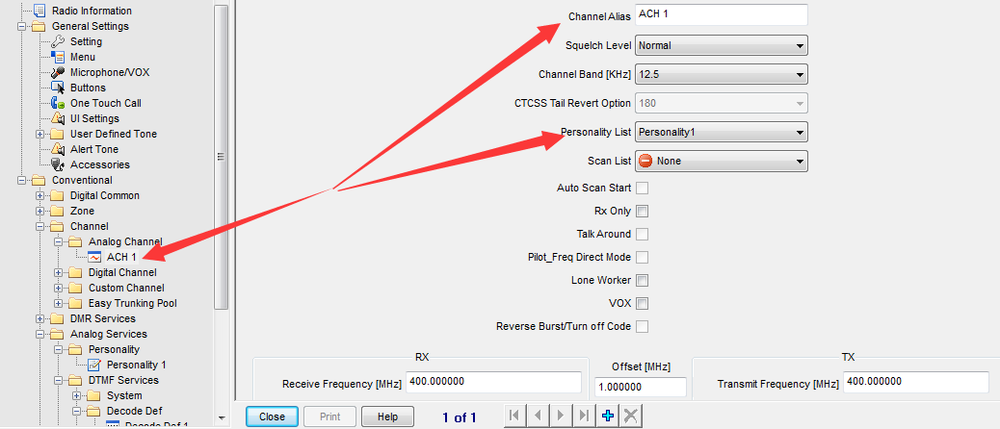 Radio Information
General Settings
Setting
Menu
Microphone/VOX
Buttons
One Touch Call
UI Settings
User Defined Tone
Alert Tone
Accessories
Conventional
Digital Common
Zone
Channel
Analog Channel
ACH 1
Digital Channel
Custom Channel
Easy Trunking Pool
DMR Services
Analog Services
Personality
Personality 1
DTMF Services
System
Decode Def
Decode Def 1
Channel Alias ACH 1
Squelch Level Normal
Channel Band [KHz] 12.5
CTCSS Tail Revert Option 180
Personality List Personality1
Scan List None
Auto Scan Start
Rx Only
Talk Around
Pilot_Freq Direct Mode
Lone Worker
VOX
Reverse Burst/Turn off Code
RX
Receive Frequency [MHz] 400.000000
Offset [MHz]
1.000000
TX
Transmit Frequency [MHz] 400.000000
Close Print Help 1 of 1